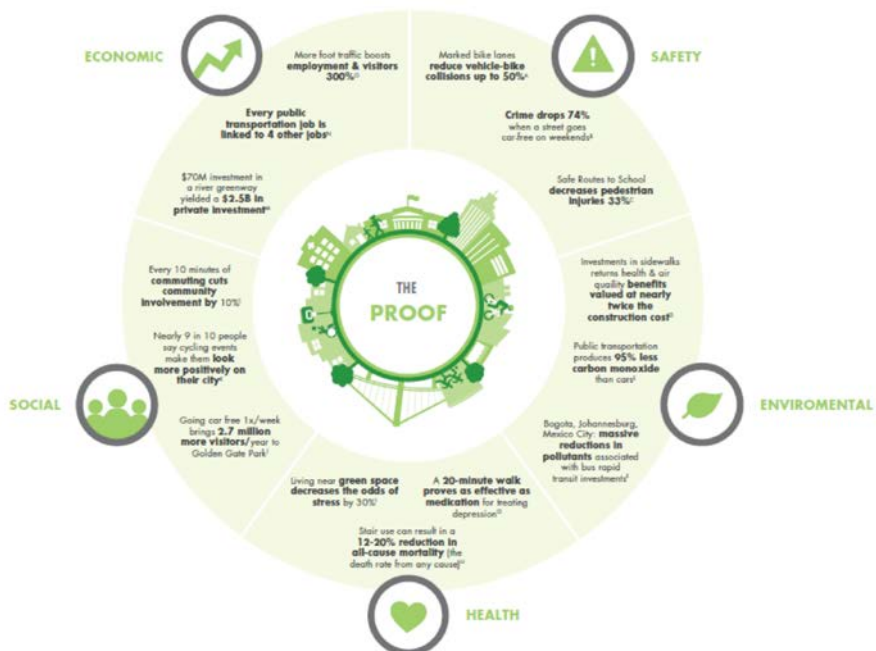 ECONOMIC
More foot traffic boosts
employment & visitors
300%
Every public
transportation job is
linked to 4 other jobs
$70M investment in
a river greenway
yielded a $2.5B in
private investment
SAFETY
Marked bike lanes
reduce vehicle-bike
collisions up to 50%
Crime drops 74%
when a street goes
car-free on weekends
Safe Routes to School
decreases pedestrian
injuries 33%
THE
PROOF
ENVIROMENTAL
Investments in sidewalks
returns health & air
quaility benefits
valued at nearly
twice the
construction cost
Public transportation
produces 95% less
carbon monoxide
than cars
Bogota, Johannesburg,
Mexico City: massive
reductions in
pollutants associated
with bus rapid
transit investments
SOCIAL
Every 10 minutes of
commuting cuts
community
involvement by 10%
Nearly 9 in 10 people
say cycling events
make them look
more positively on
their city
Going car free 1x/week
brings 2.7 million
more visitors/year to
Golden Gate Park
HEALTH
Living near green space
decreases the odds of
stress by 30%
A 20-minute walk
proves as effective as
medication for treating
depression
Stair use can result in a
12-20% reduction in
all-cause mortality (the
death rate from any cause)